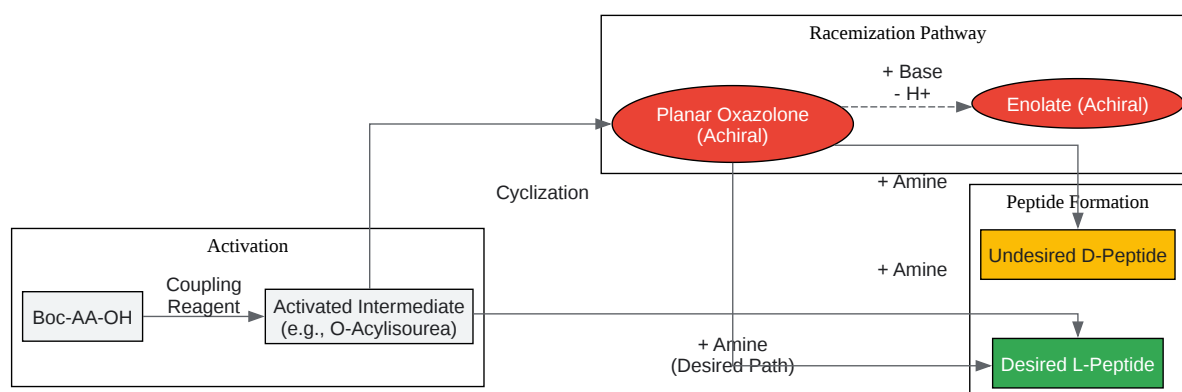 Racemization Pathway
+ Base
- H+
Planar Oxazolone
(Achiral)
Enolate (Achiral)
Cyclization
+ Amine
Peptide Formation
Activation
Undesired D-Peptide
+ Amine
Coupling
Reagent
Boc-AA-OH
Activated Intermediate
(e.g., O-Acylisourea)
+ Amine
(Desired Path)
Desired L-Peptide